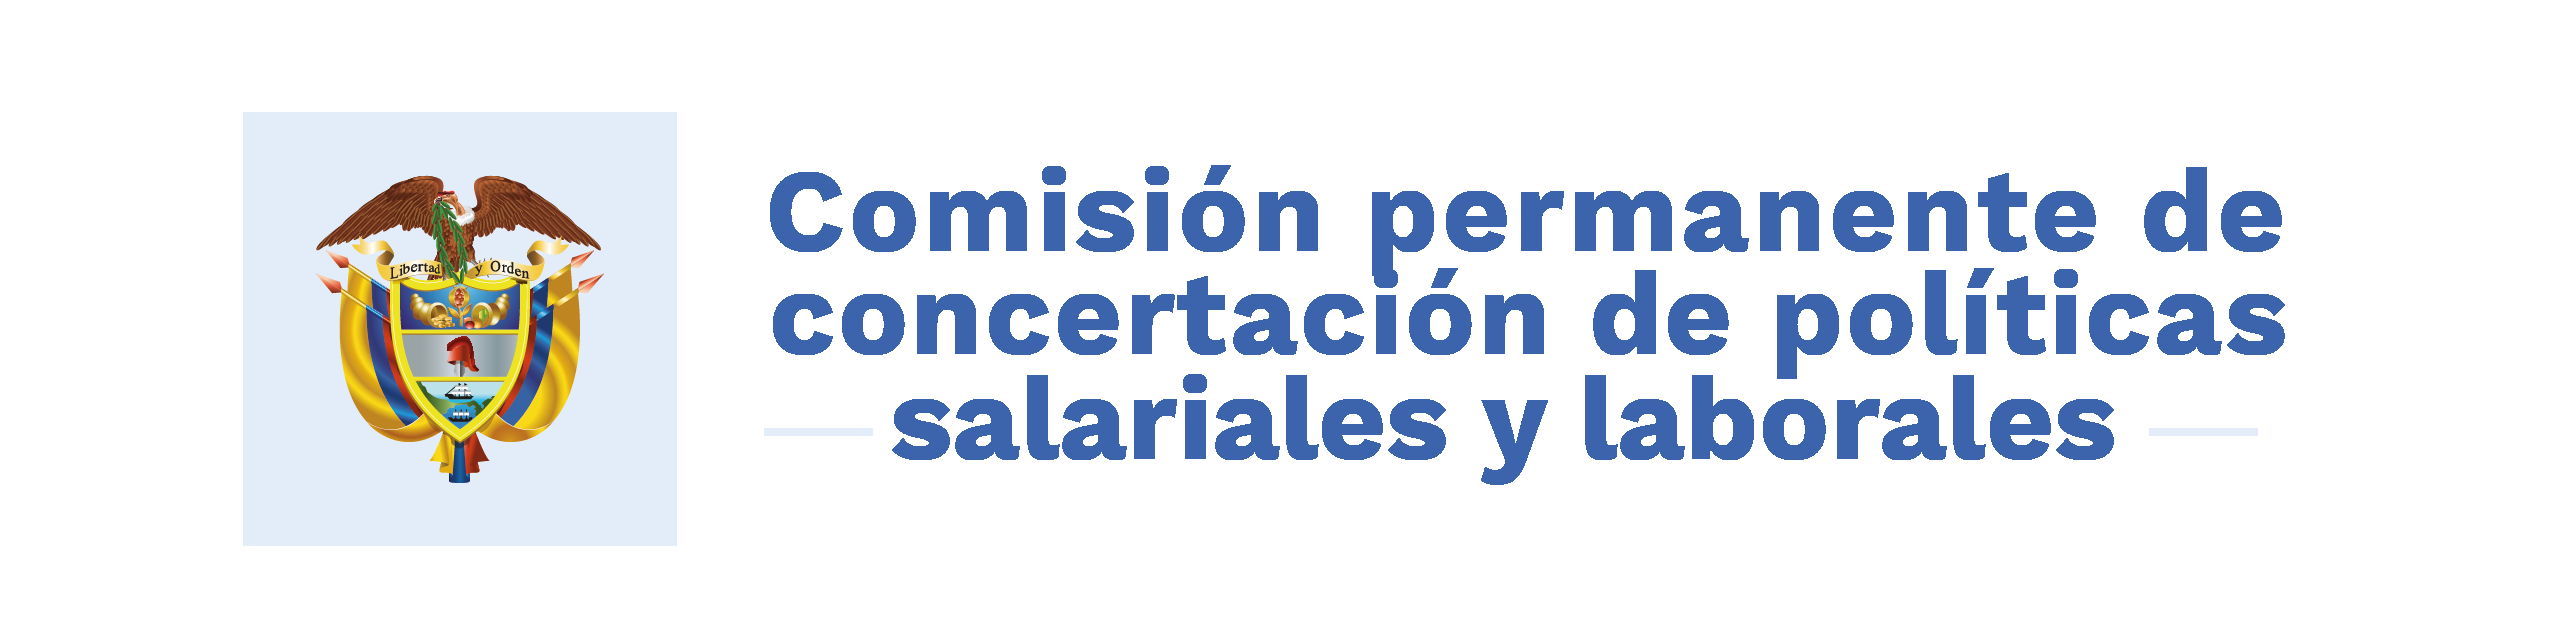 Libertad y Orden
Comisión permanente de
concertación de políticas
salariales y laborales